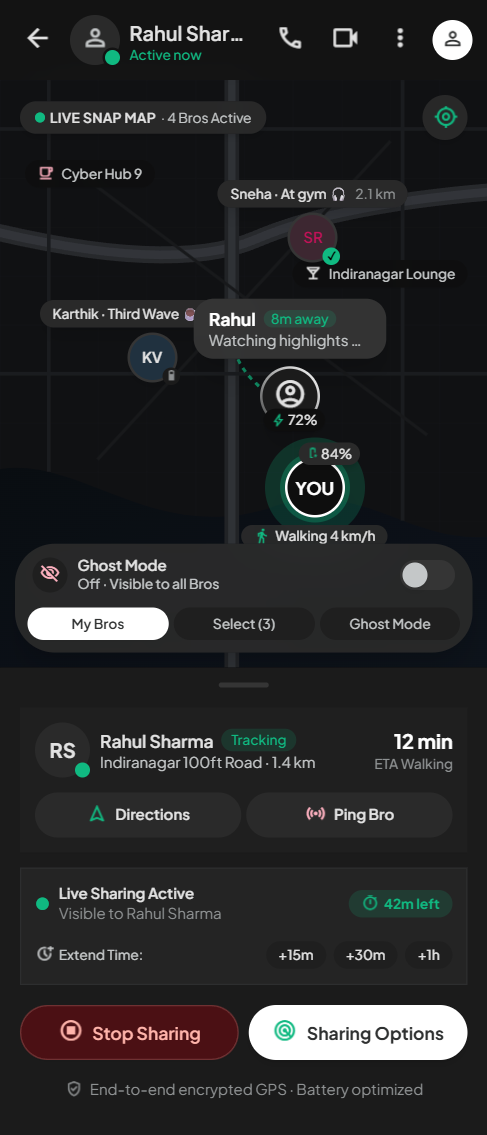 Rahul Shar...
Active now
LIVE SNAP MAP · 4 Bros Active
Cyber Hub 9
Sneha · At gym 🎧 2.1 km
SR
Indiranagar Lounge
Karthik · Third Wave
KV
Rahul 8m away
Watching highlights ...
72%
84%
YOU
Walking 4 km/h
Ghost Mode
Off · Visible to all Bros
My Bros
Select (3)
Ghost Mode
RS
Rahul Sharma Tracking
Indiranagar 100ft Road · 1.4 km
12 min
ETA Walking
Directions
Ping Bro
Live Sharing Active
Visible to Rahul Sharma
42m left
Extend Time:
+15m
+30m
+1h
Stop Sharing
Sharing Options
End-to-end encrypted GPS · Battery optimized